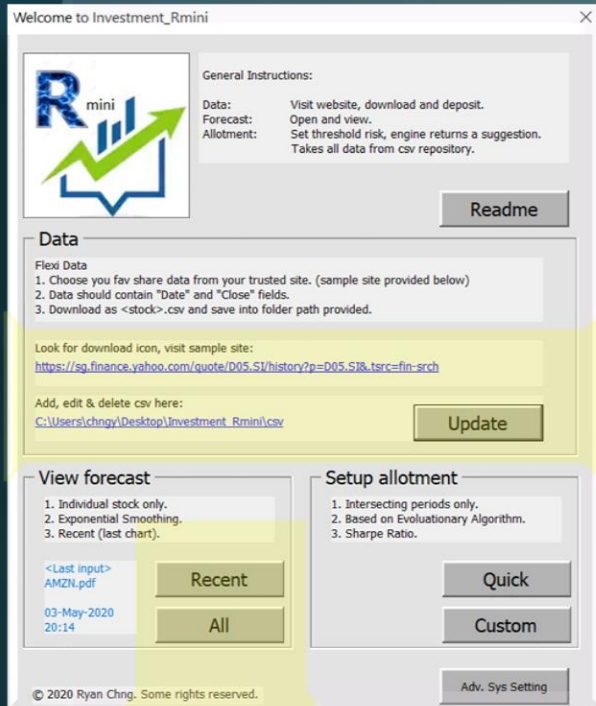 Welcome to Investment_Rmini
R mini
General Instructions:
Data: Visit website, download and deposit.
Forecast: Open and view.
Allotment: Set threshold risk, engine returns a suggestion.
Takes all data from csv repository.
Readme
Data
Flexi Data
1. Choose you fav share data from your trusted site. (sample site provided below)
2. Data should contain "Date" and "Close" fields.
3. Download as <stock>.csv and save into folder path provided.
Look for download icon, visit sample site:
https://sg.finance.yahoo.com/quote/D05.SI/history?p=D05.SI&.tsrc=fin-srch
Add, edit & delete csv here:
C:\Users\chngy\Desktop\Investment_Rmini\csv
Update
View forecast
1. Individual stock only.
2. Exponential Smoothing.
3. Recent (last chart).
<Last input>
AMZN.pdf
03-May-2020
20:14
Recent
All
Setup allotment
1. Intersecting periods only.
2. Based on Evoluationary Algorithm.
3. Sharpe Ratio.
Quick
Custom
© 2020 Ryan Chng. Some rights reserved.
Adv. Sys Setting